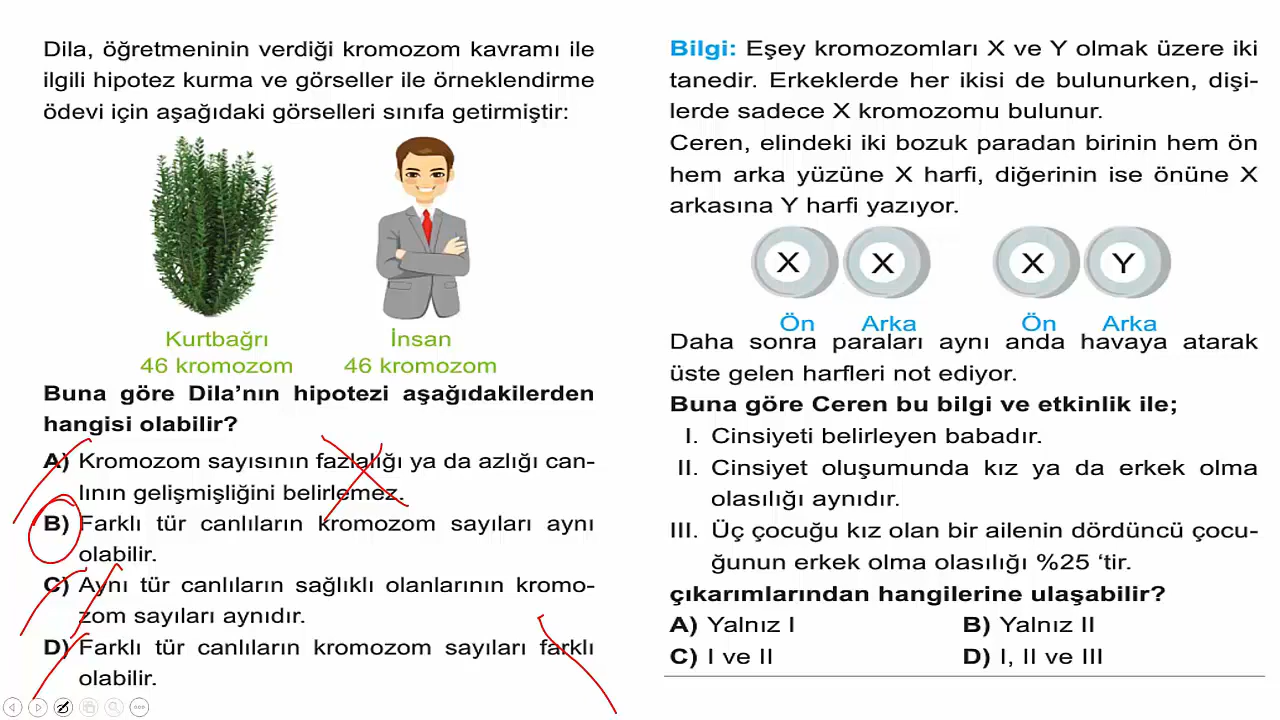 Dila, öğretmeninin verdiği kromozom kavramı ile
ilgili hipotez kurma ve görseller ile örneklendirme
ödevi için aşağıdaki görselleri sınıfa getirmiştir:
Kurtbağrı
46 kromozom
İnsan
46 kromozom
Buna göre Dila’nın hipotezi aşağıdakilerden
hangisi olabilir?
A) Kromozom sayısının fazlalığı ya da azlığı can-
lının gelişmişliğini belirlemez.
B) Farklı tür canlıların kromozom sayıları aynı
olabilir.
C) Aynı tür canlıların sağlıklı olanlarının kromo-
zom sayıları aynıdır.
D) Farklı tür canlıların kromozom sayıları farklı
olabilir.
Bilgi: Eşey kromozomları X ve Y olmak üzere iki
tanedir. Erkeklerde her ikisi de bulunurken, dişi-
lerde sadece X kromozomu bulunur.
Ceren, elindeki iki bozuk paradan birinin hem ön
hem arka yüzüne X harfi, diğerinin ise önüne X
arkasına Y harfi yazıyor.
X X X Y
Ön Arka Ön Arka
Daha sonra paraları aynı anda havaya atarak
üste gelen harfleri not ediyor.
Buna göre Ceren bu bilgi ve etkinlik ile;
I. Cinsiyeti belirleyen babadır.
II. Cinsiyet oluşumunda kız ya da erkek olma
olasılığı aynıdır.
III. Üç çocuğu kız olan bir ailenin dördüncü çocu-
ğunun erkek olma olasılığı %25 ‘tir.
çıkarımlarından hangilerine ulaşabilir?
A) Yalnız I B) Yalnız II
C) I ve II D) I, II ve III